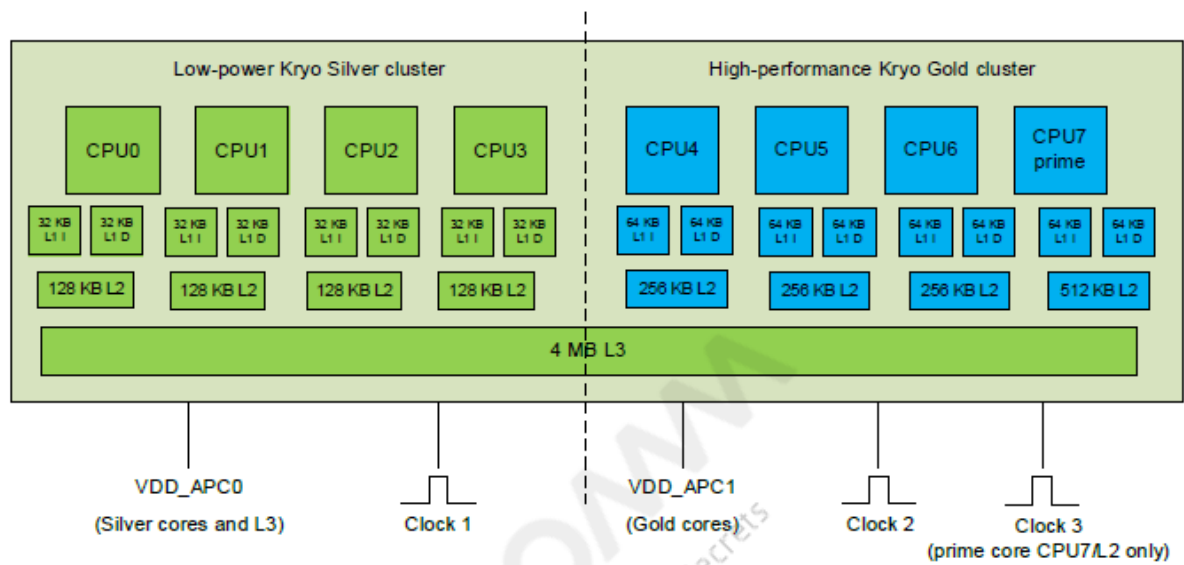 Low-power Kryo Silver cluster
High-performance Kryo Gold cluster
CPU0
CPU1
CPU2
CPU3
CPU4
CPU5
CPU6
CPU7
prime
32 KB
L1 I
32 KB
L1 D
32 KB
L1 I
32 KB
L1 D
32 KB
L1 I
32 KB
L1 D
32 KB
L1 I
32 KB
L1 D
64 KB
L1 I
64 KB
L1 D
64 KB
L1 I
64 KB
L1 D
64 KB
L1 I
64 KB
L1 D
64 KB
L1 I
64 KB
L1 D
128 KB L2
128 KB L2
128 KB L2
128 KB L2
256 KB L2
256 KB L2
256 KB L2
512 KB L2
4 MB L3
VDD_APC0
(Silver cores and L3)
Clock 1
VDD_APC1
(Gold cores)
Clock 2
Clock 3
(prime core CPU7/L2 only)